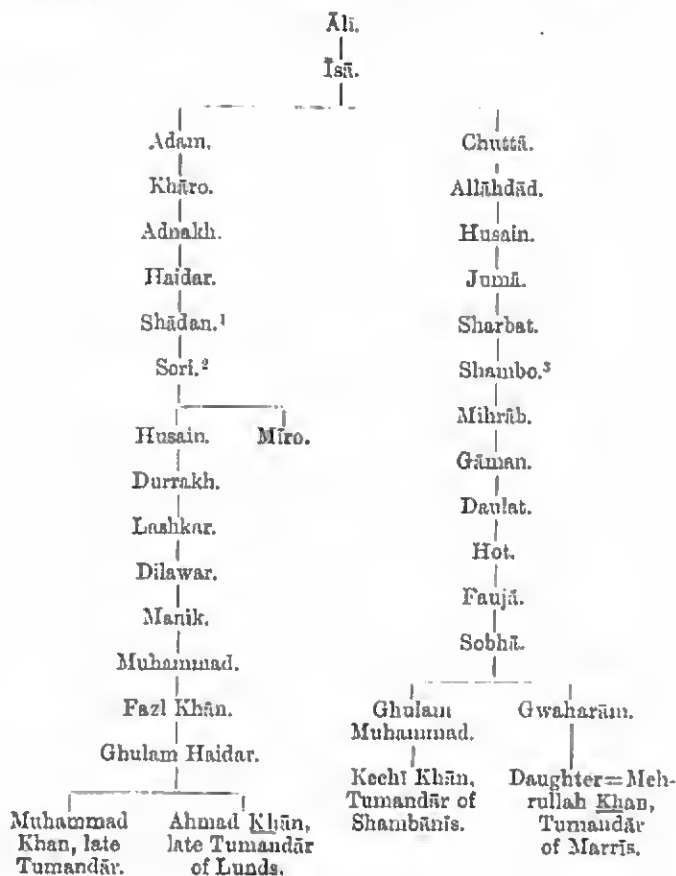 Ālī.
Īsā.
Adam. Chuttā.
Khāro. Allāhdād.
Adnakh. Husain.
Haidar. Jumā.
Shādan.¹ Sharbat.
Sori.² Shambo.³
Husain. Mīro. Mihrāb.
Durrakh. Gāman.
Lashkar. Daulat.
Dilawar. Hot.
Manik. Faujā.
Muhammad. Sobhā.
Fazl Khān.
Ghulam Haidar.
Ghulam
Muhammad.
Gwaharām.
Kechī Khān,
Tumandār of
Shambānīs.
Daughter=Meh-
rullah Khan,
Tumandār
of Marrīs.
Muhammad
Khan, late
Tumandār.
Ahmad Khān,
late Tumandār
of Lunds.